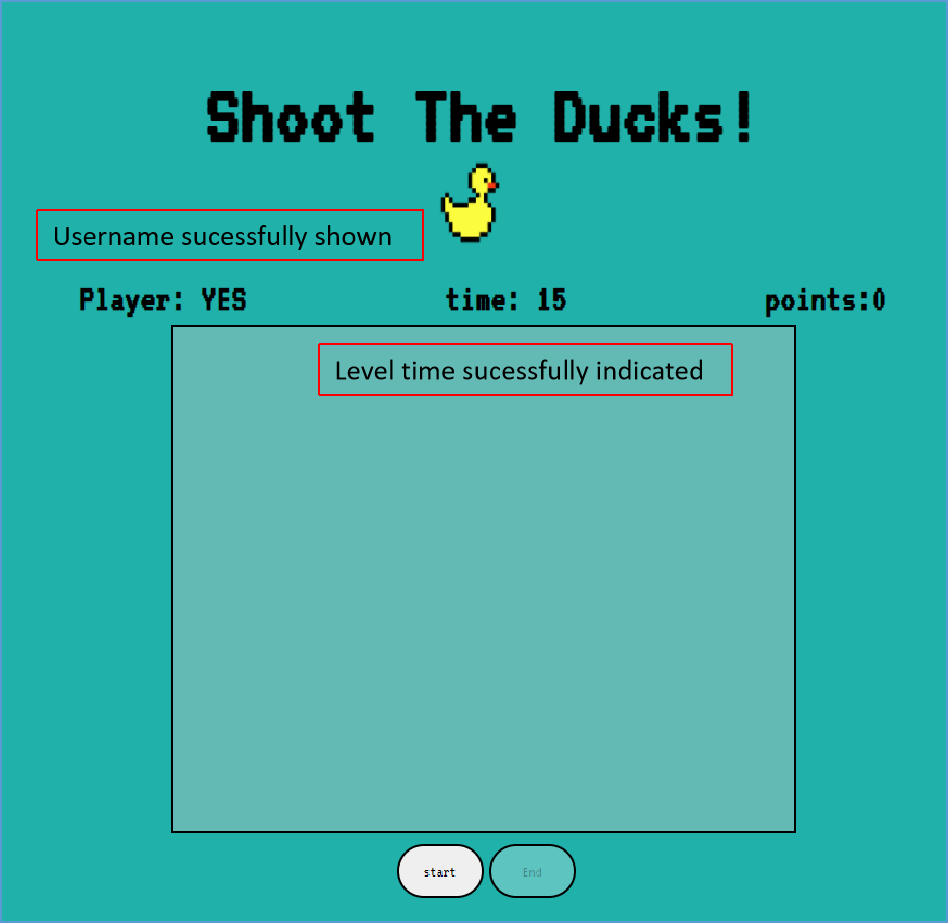 Shoot The Ducks!
Username sucessfully shown
Player: YES
time: 15
points:0
Level time sucessfully indicated
start
End